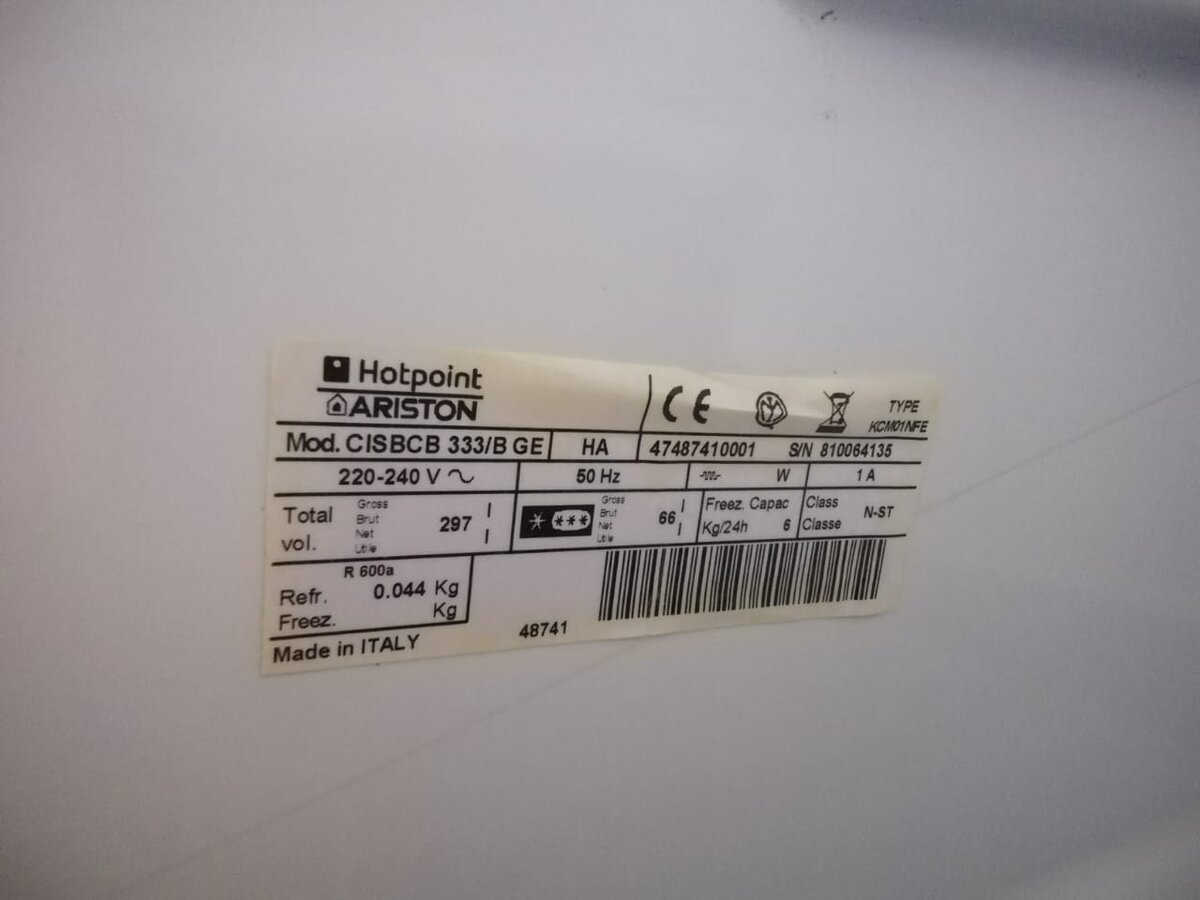 Hotpoint
ARISTON
TYPE
KCM01NFE
Mod. CISBCB 333/B GE HA 47487410001 S/N 810064135
220-240 V 50 Hz W 1 A
Total vol. Gross Brut Net Utile 297 l l
*** Gross Brut Net Utile 66 l l
Freez. Capac Kg/24h 6
Class Classe N-ST
R 600a
Refr. 0.044 Kg
Freez. Kg
Made in ITALY
48741